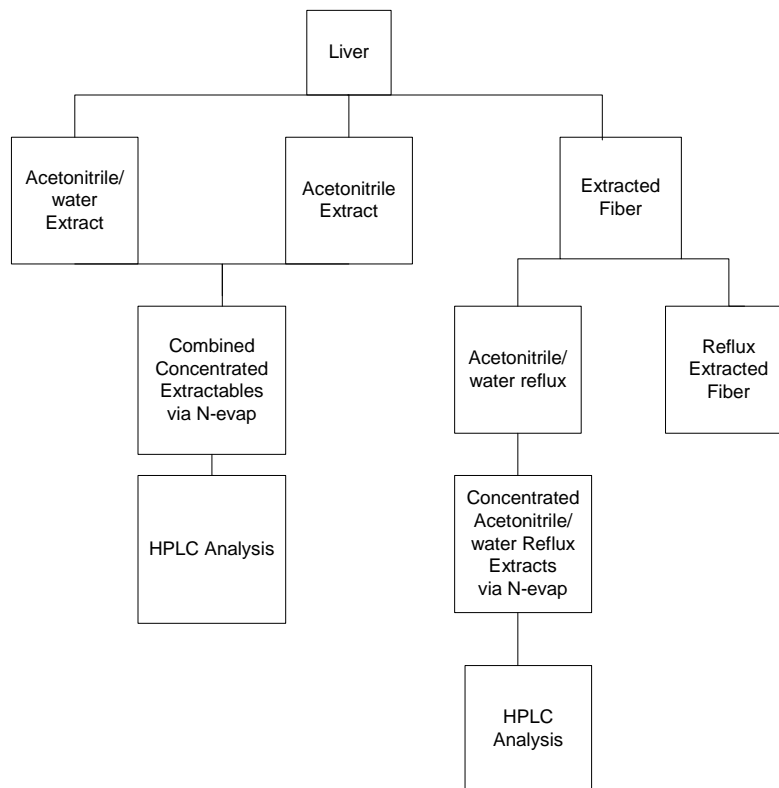 Liver
Acetonitrile/
water
Extract
Acetonitrile
Extract
Extracted
Fiber
Combined
Concentrated
Extractables
via N-evap
Acetonitrile/
water reflux
Reflux
Extracted
Fiber
HPLC Analysis
Concentrated
Acetonitrile/
water Reflux
Extracts
via N-evap
HPLC
Analysis